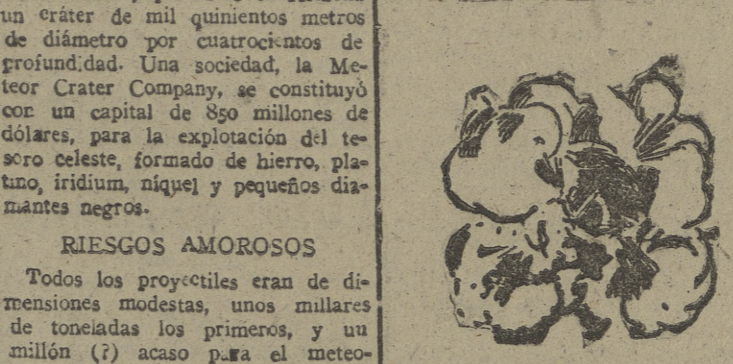 un cráter de mil quinientos metros
de diámetro por cuatrocientos de
profundidad. Una sociedad, la Me-
teor Crater Company, se constituyó
con un capital de 850 millones de
dólares, para la explotación del te-
soro celeste, formado de hierro, pla-
tino, iridium, níquel y pequeños dia-
mantes negros.
RIESGOS AMOROSOS
Todos los proyectiles eran de di-
mensiones modestas, unos millares
de toneladas los primeros, y un
millón (?) acaso para el meteo-